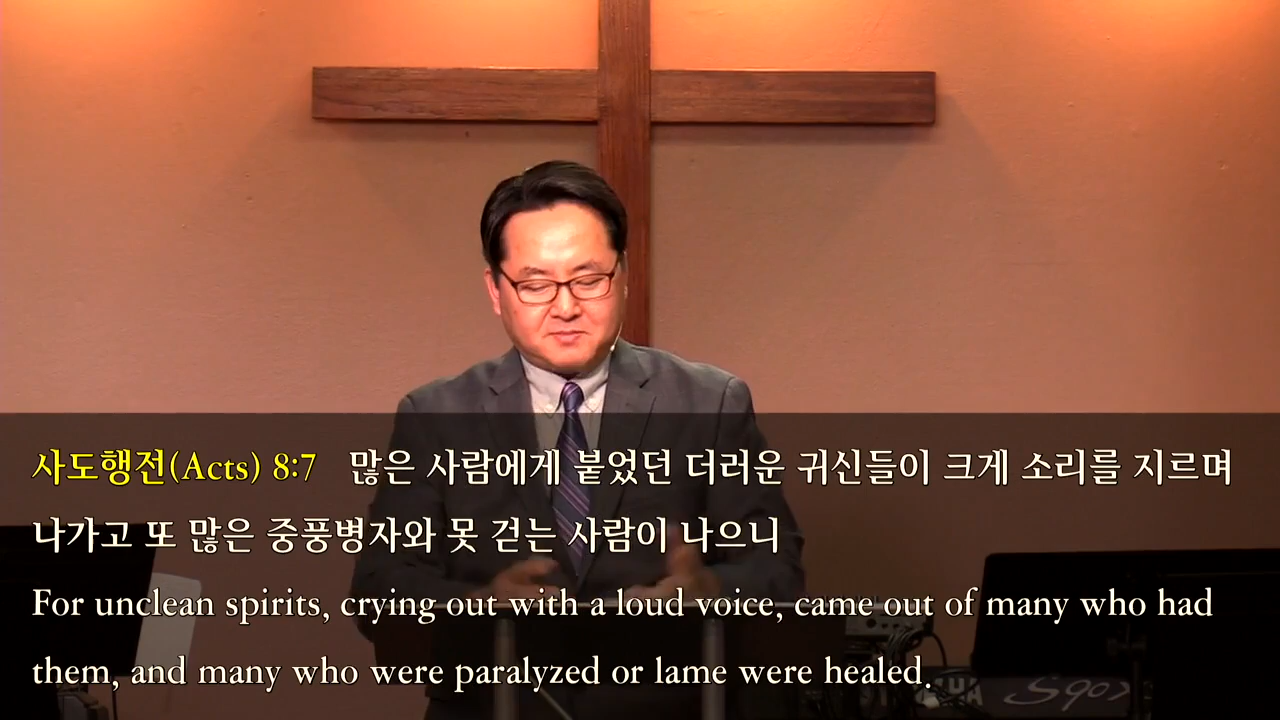 사도행전(Acts) 8:7 많은 사람에게 붙었던 더러운 귀신들이 크게 소리를 지르며
나가고 또 많은 중풍병자와 못 걷는 사람이 나으니
For unclean spirits, crying out with a loud voice, came out of many who had
them, and many who were paralyzed or lame were healed.
S90